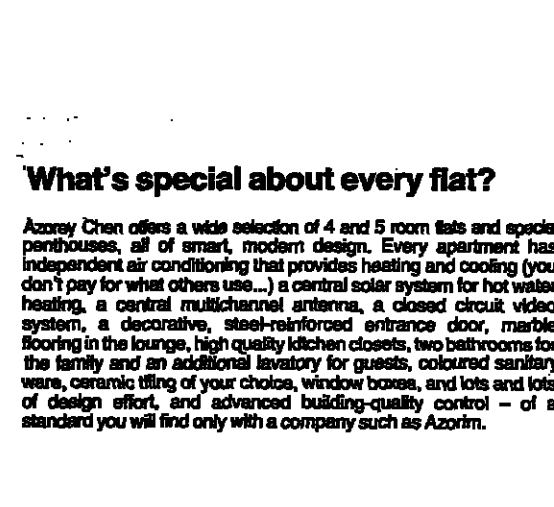 What's special about every flat?
Azorey Chen offers a wide selection of 4 and 5 room flats and special
penthouses, all of smart, modern design. Every apartment has
independent air conditioning that provides heating and cooling (you
don't pay for what others use...) a central solar system for hot water
heating, a central multichannel antenna, a closed circuit video
system, a decorative, steel-reinforced entrance door, marble
flooring in the lounge, high quality kitchen closets, two bathrooms for
the family and an additional lavatory for guests, coloured sanitary
ware, ceramic tiling of your choice, window boxes, and lots and lots
of design effort, and advanced building-quality control – of a
standard you will find only with a company such as Azorim.